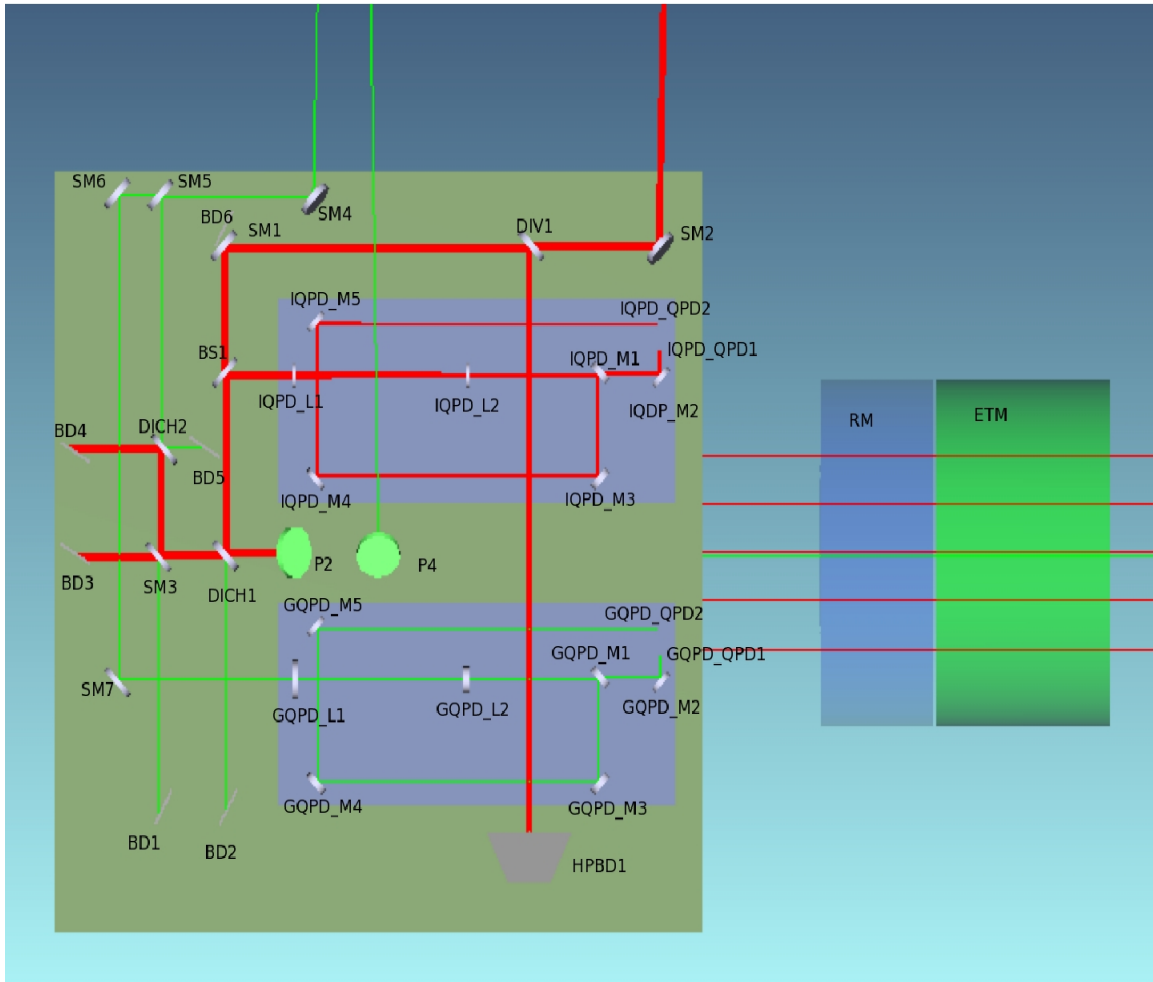 SM6
SM5
SM4
BD6
SM1
DIV1
SM2
IQPD_M5
IQPD_QPD2
BS1
IQPD_M1
IQPD_QPD1
IQPD_L1
IQPD_L2
IQDP_M2
RM
ETM
BD4
DICH2
BD5
IQPD_M4
IQPD_M3
BD3
SM3
DICH1
P2
P4
GQPD_M5
GQPD_QPD2
GQPD_M1
GQPD_QPD1
SM7
GQPD_L1
GQPD_L2
GQPD_M2
GQPD_M4
GQPD_M3
BD1
BD2
HPBD1